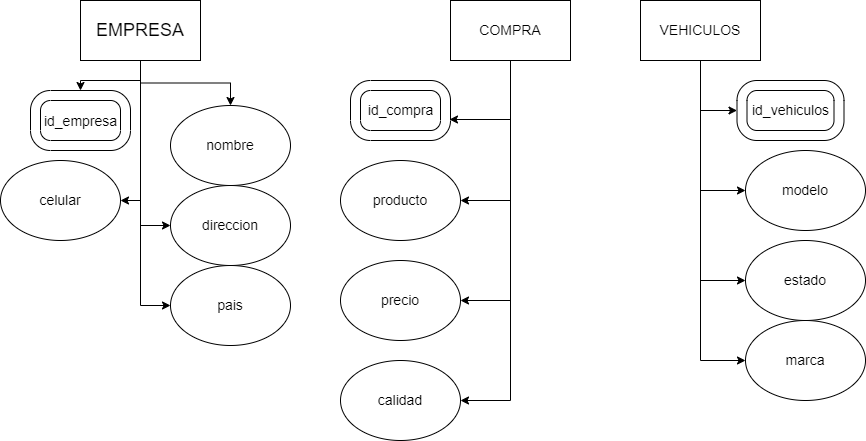 EMPRESA
id_empresa
nombre
celular
direccion
pais
COMPRA
id_compra
producto
precio
calidad
VEHICULOS
id_vehiculos
modelo
estado
marca